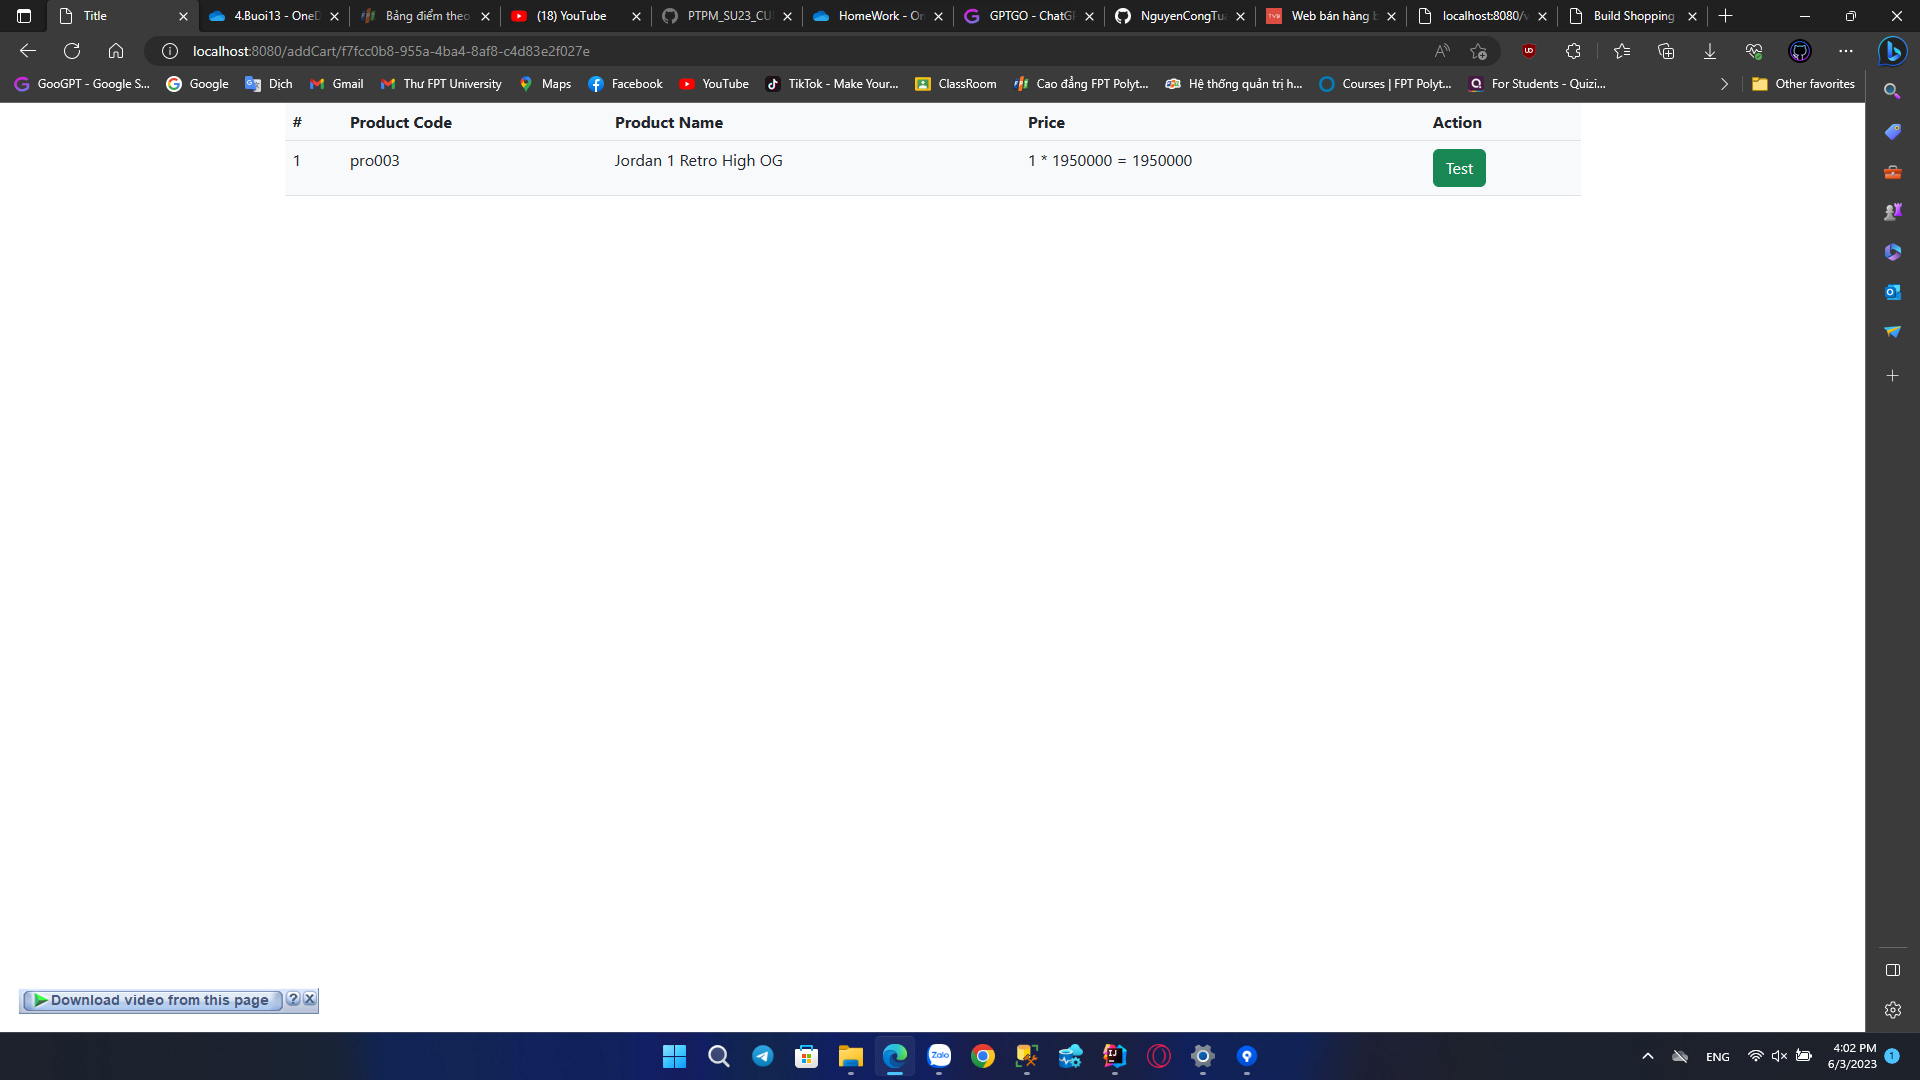 Title
4.Buoi13 - OneD
Bảng điểm theo
(18) YouTube
PTPM_SU23_CU
HomeWork - On
GPTGO - ChatG
NguyenCongTua
Web bán hàng b
localhost:8080/v
Build Shopping
localhost:8080/addCart/f7fcc0b8-955a-4ba4-8af8-c4d83e2f027e
GooGPT - Google S...
Google
Dịch
Gmail
Thư FPT University
Maps
Facebook
YouTube
TikTok - Make Your...
ClassRoom
Cao đẳng FPT Polyt...
Hệ thống quản trị h...
Courses | FPT Polyt...
For Students - Quizi...
Other favorites
# Product Code Product Name Price Action
1 pro003 Jordan 1 Retro High OG 1 * 1950000 = 1950000 Test
Download video from this page ? X
Zalo
ENG
4:02 PM
6/3/2023
1